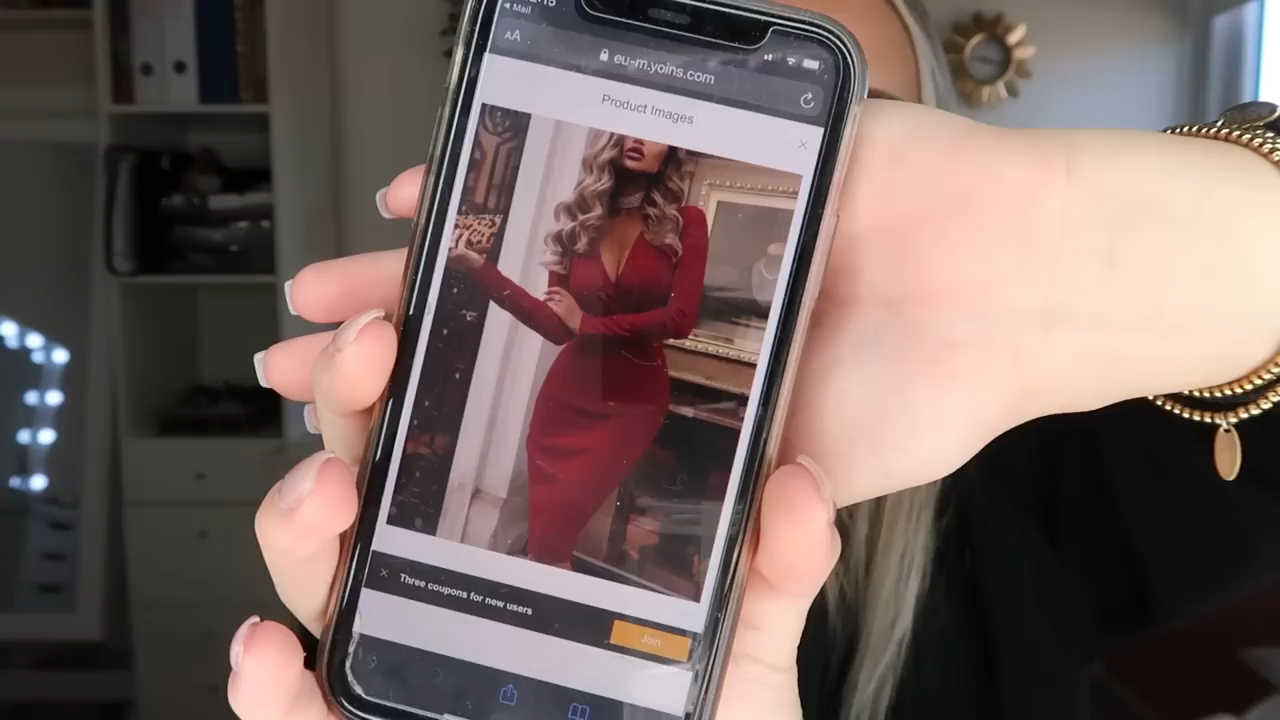 Mail
AA
eu-m.yoins.com
Product Images
Three coupons for new users
Join